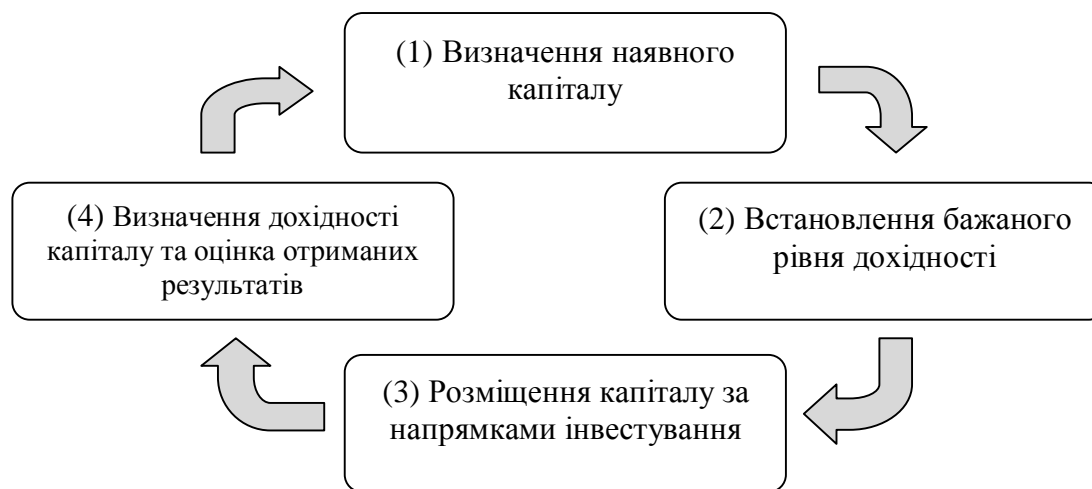 (1) Визначення наявного
капіталу
(2) Встановлення бажаного
рівня дохідності
(3) Розміщення капіталу за
напрямками інвестування
(4) Визначення дохідності
капіталу та оцінка отриманих
результатів